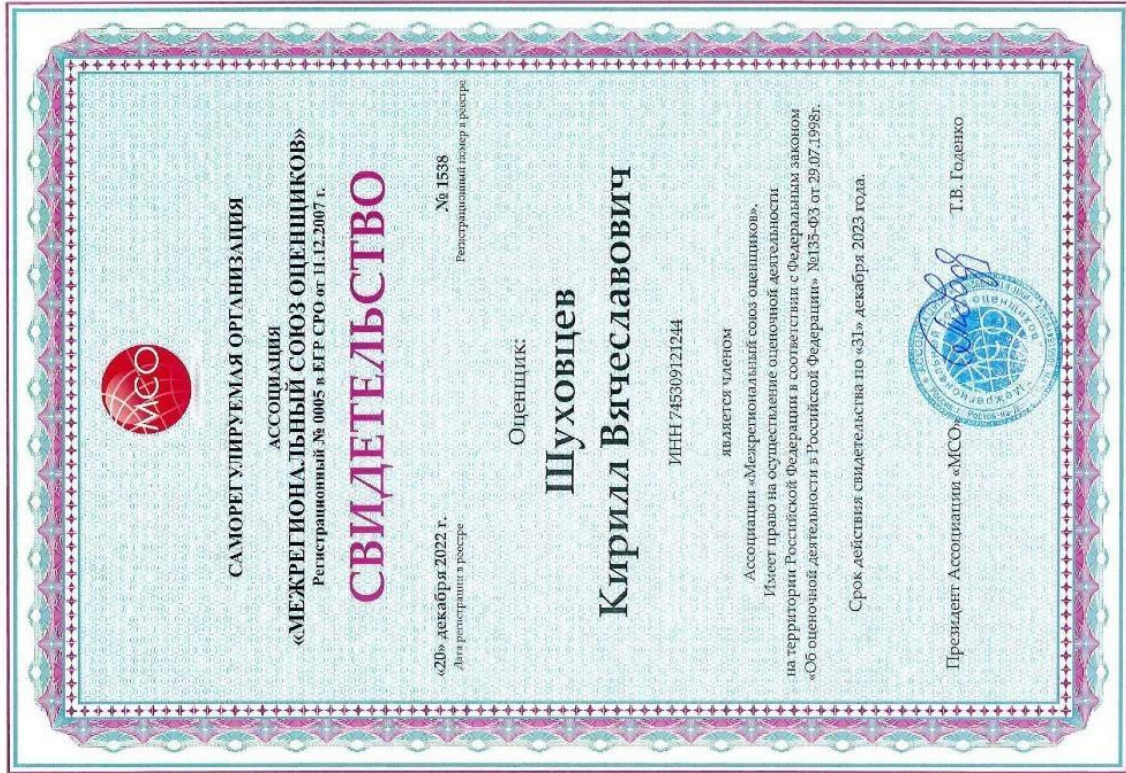 МСО
САМОРЕГУЛИРУЕМАЯ ОРГАНИЗАЦИЯ
АССОЦИАЦИЯ
«МЕЖРЕГИОНАЛЬНЫЙ СОЮЗ ОЦЕНЩИКОВ»
Регистрационный № 0005 в ЕГР СРО от 11.12.2007 г.
СВИДЕТЕЛЬСТВО
«20» декабря 2022 г. № 1538
Дата регистрации в реестре Регистрационный номер в реестре
Оценщик:
Шуховцев
Кирилл Вячеславович
ИНН 745309121244
является членом
Ассоциации «Межрегиональный союз оценщиков».
Имеет право на осуществление оценочной деятельности
на территории Российской Федерации в соответствии с Федеральным законом
«Об оценочной деятельности в Российской Федерации» №135-ФЗ от 29.07.1998г.
Срок действия свидетельства по «31» декабря 2023 года.
Президент Ассоциации «МСО» Т.В. Годенко